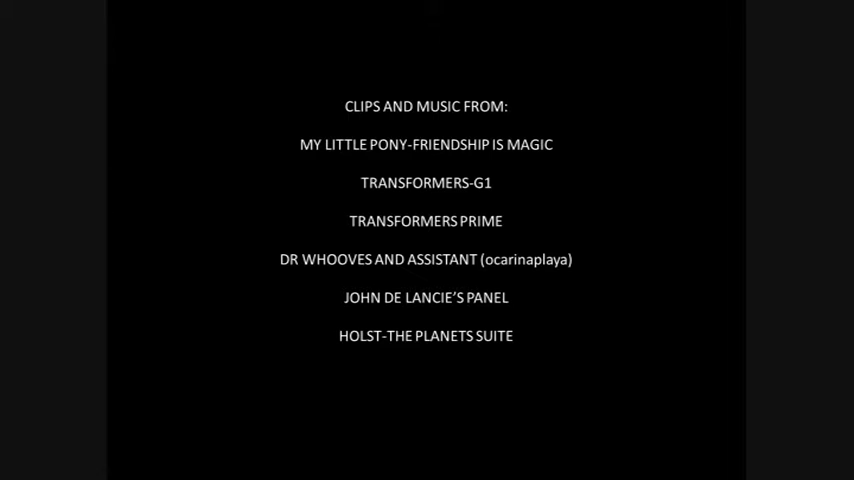 CLIPS AND MUSIC FROM:
MY LITTLE PONY-FRIENDSHIP IS MAGIC
TRANSFORMERS-G1
TRANSFORMERS PRIME
DR WHOOVES AND ASSISTANT (ocarinaplaya)
JOHN DE LANCIE’S PANEL
HOLST-THE PLANETS SUITE